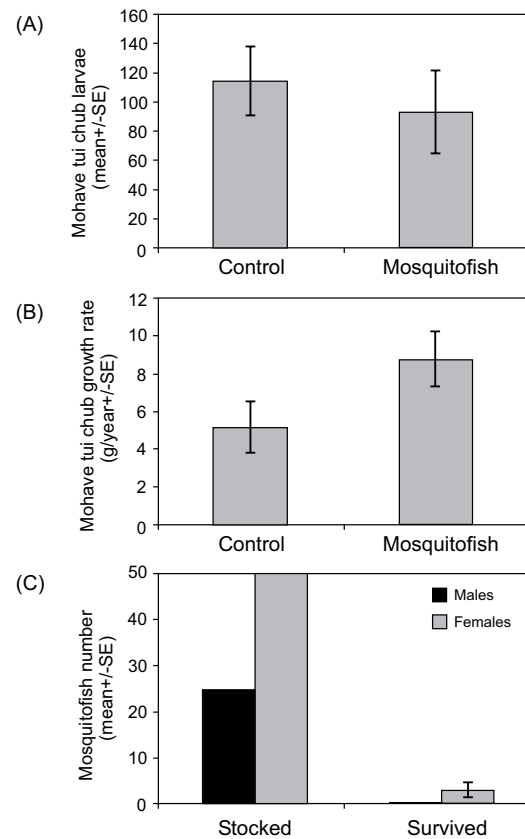 (A)
Mohave tui chub larvae
(mean+/-SE)
160
140
120
100
80
60
40
20
0
Control Mosquitofish
(B)
Mohave tui chub growth rate
(g/year+/-SE)
12
10
8
6
4
2
0
Control Mosquitofish
(C)
Mosquitofish number
(mean+/-SE)
50
40
30
20
10
0
Males
Females
Stocked Survived